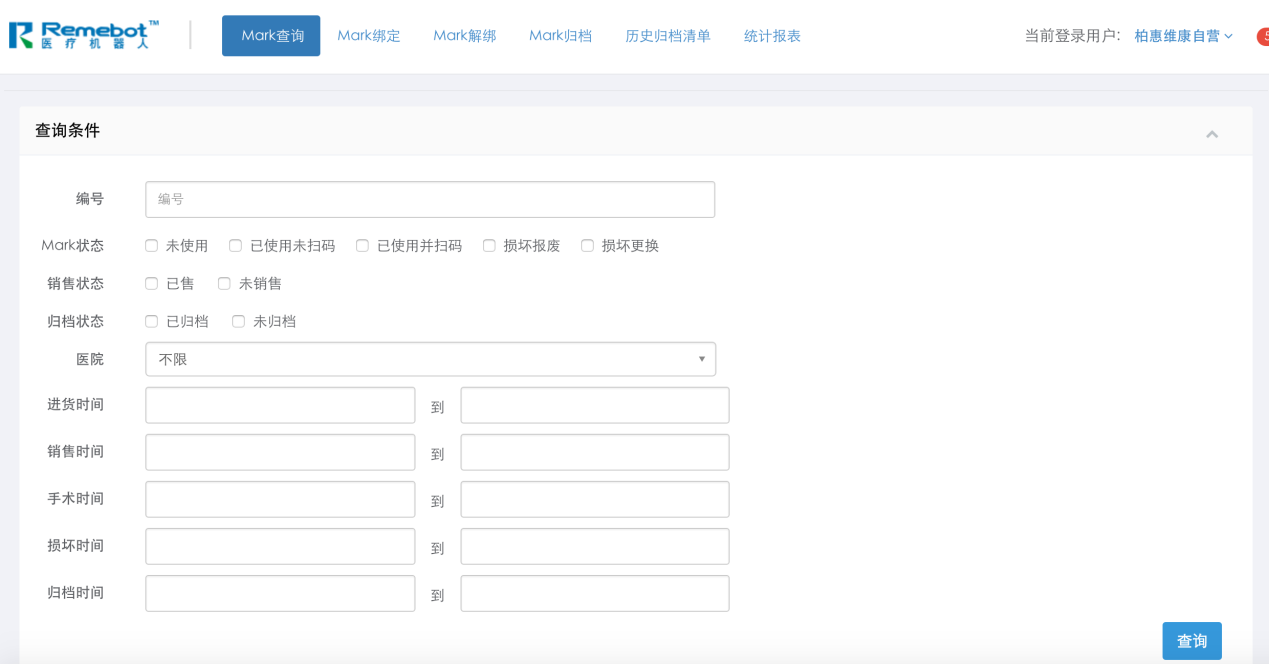 Remebot™
医疗机器人
Mark查询 Mark绑定 Mark解绑 Mark归档 历史归档清单 统计报表 当前登录用户: 柏惠维康自营 5
查询条件
编号 编号
Mark状态 未使用 已使用未扫码 已使用并扫码 损坏报废 损坏更换
销售状态 已售 未销售
归档状态 已归档 未归档
医院 不限
进货时间 到
销售时间 到
手术时间 到
损坏时间 到
归档时间 到
查询